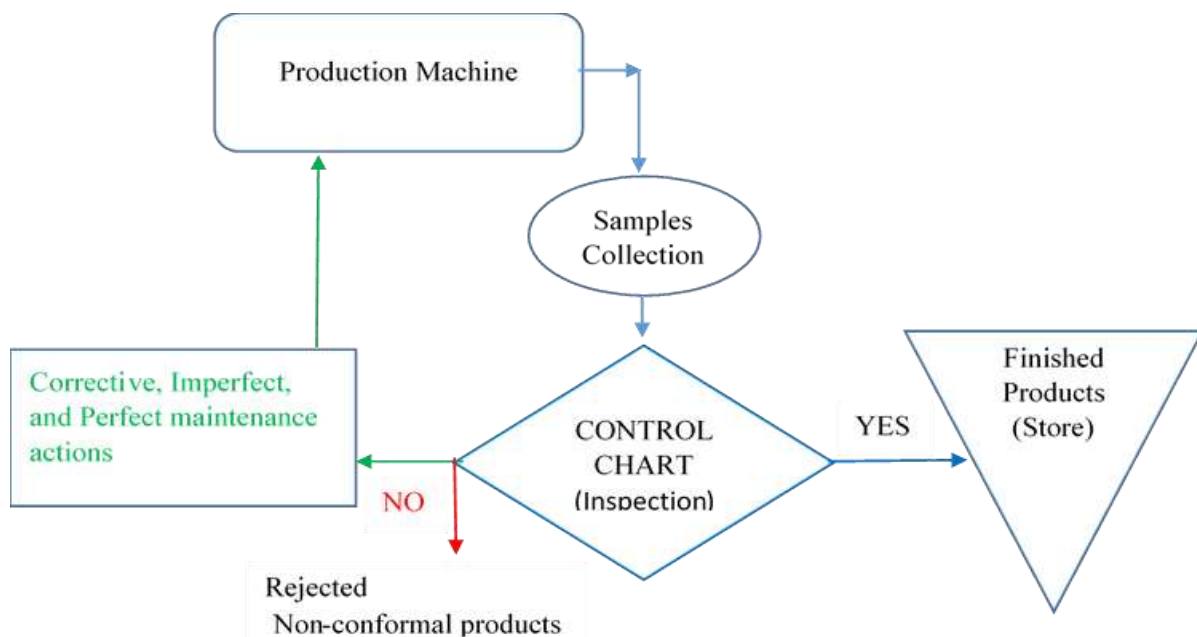 Production Machine
Samples
Collection
Finished
Products
(Store)
Corrective, Imperfect,
and Perfect maintenance
actions
CONTROL
CHART
(Inspection)
YES
NO
Rejected
Non-conformal products